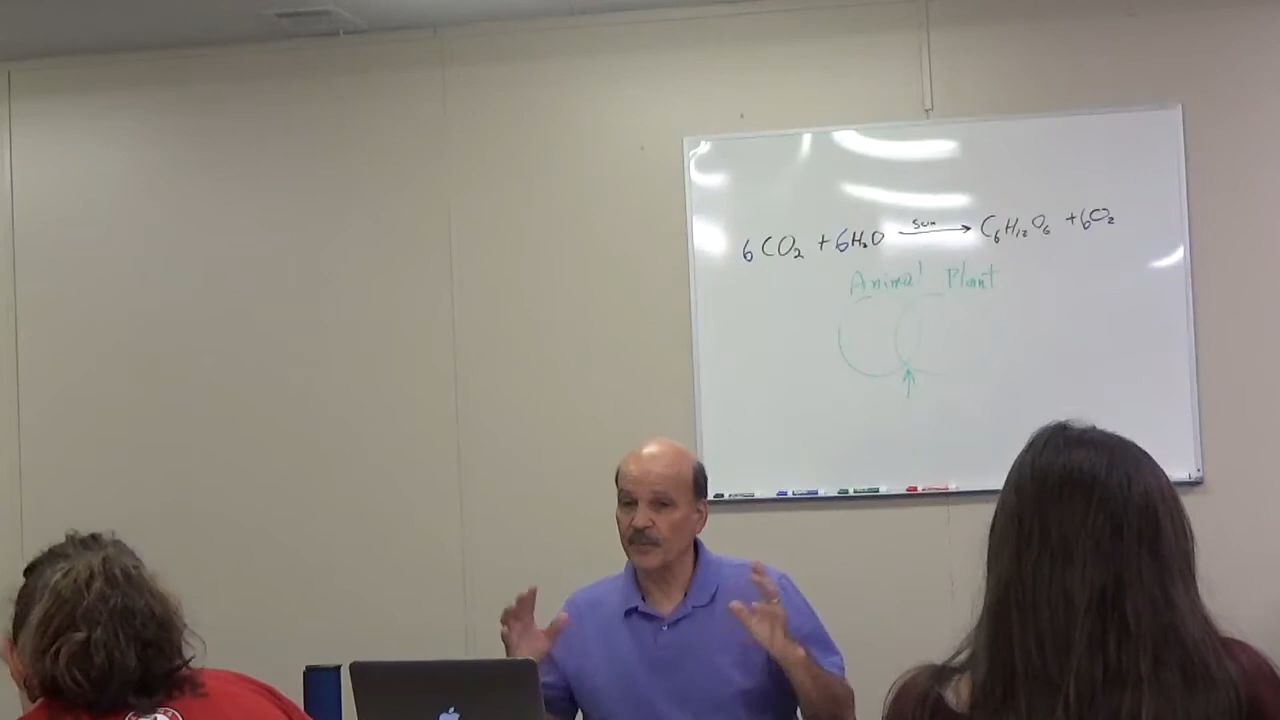 6CO₂ + 6H₂O sun → C₆H₁₂O₆ + 6O₂
Animal Plant